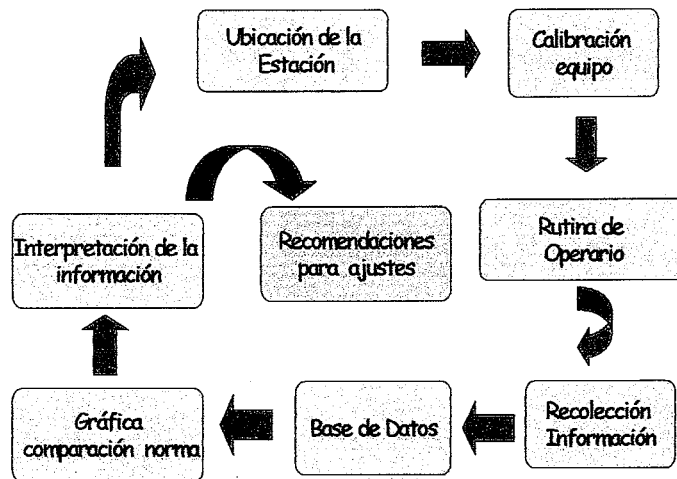 Ubicación de la
Estación
Calibración
equipo
Interpretación de la
información
Recomendaciones
para ajustes
Rutina de
Operario
Gráfica
comparación norma
Base de Datos
Recolección
Información